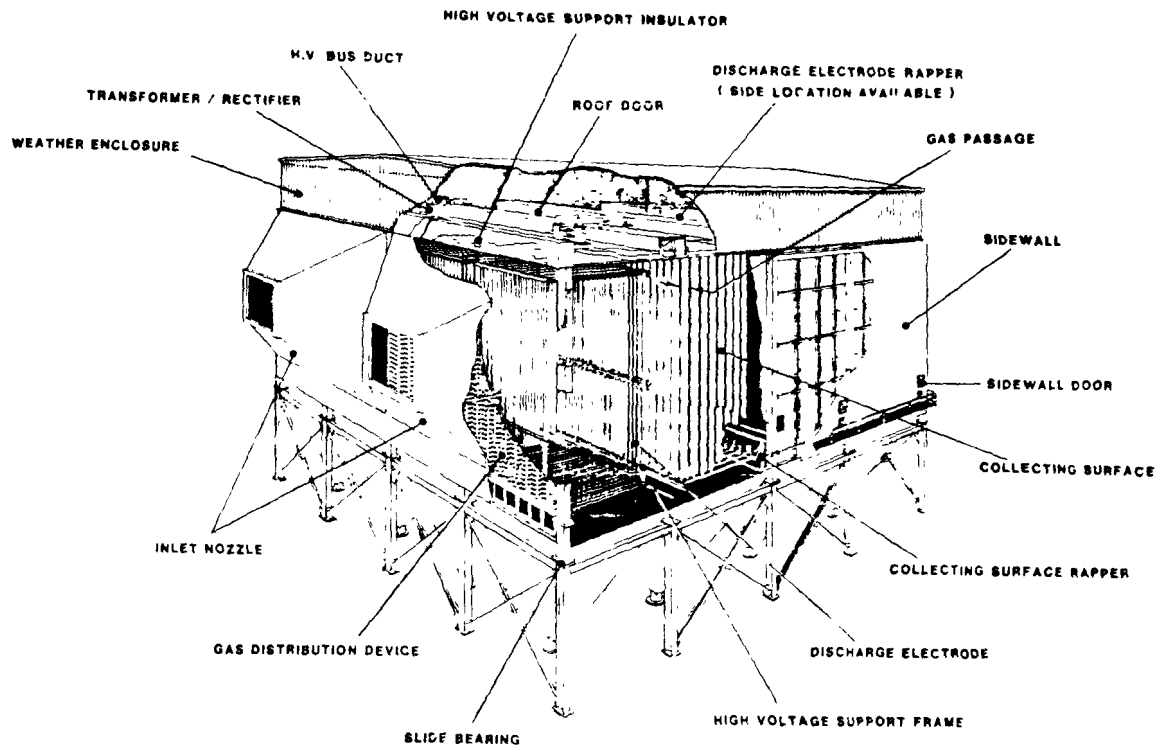 HIGH VOLTAGE SUPPORT INSULATOR
H.V. BUS DUCT
DISCHARGE ELECTRODE RAPPER
( SIDE LOCATION AVAILABLE )
TRANSFORMER / RECTIFIER
ROOF DOOR
GAS PASSAGE
WEATHER ENCLOSURE
SIDEWALL
SIDEWALL DOOR
COLLECTING SURFACE
INLET NOZZLE
COLLECTING SURFACE RAPPER
GAS DISTRIBUTION DEVICE
DISCHARGE ELECTRODE
HIGH VOLTAGE SUPPORT FRAME
SLIDE BEARING